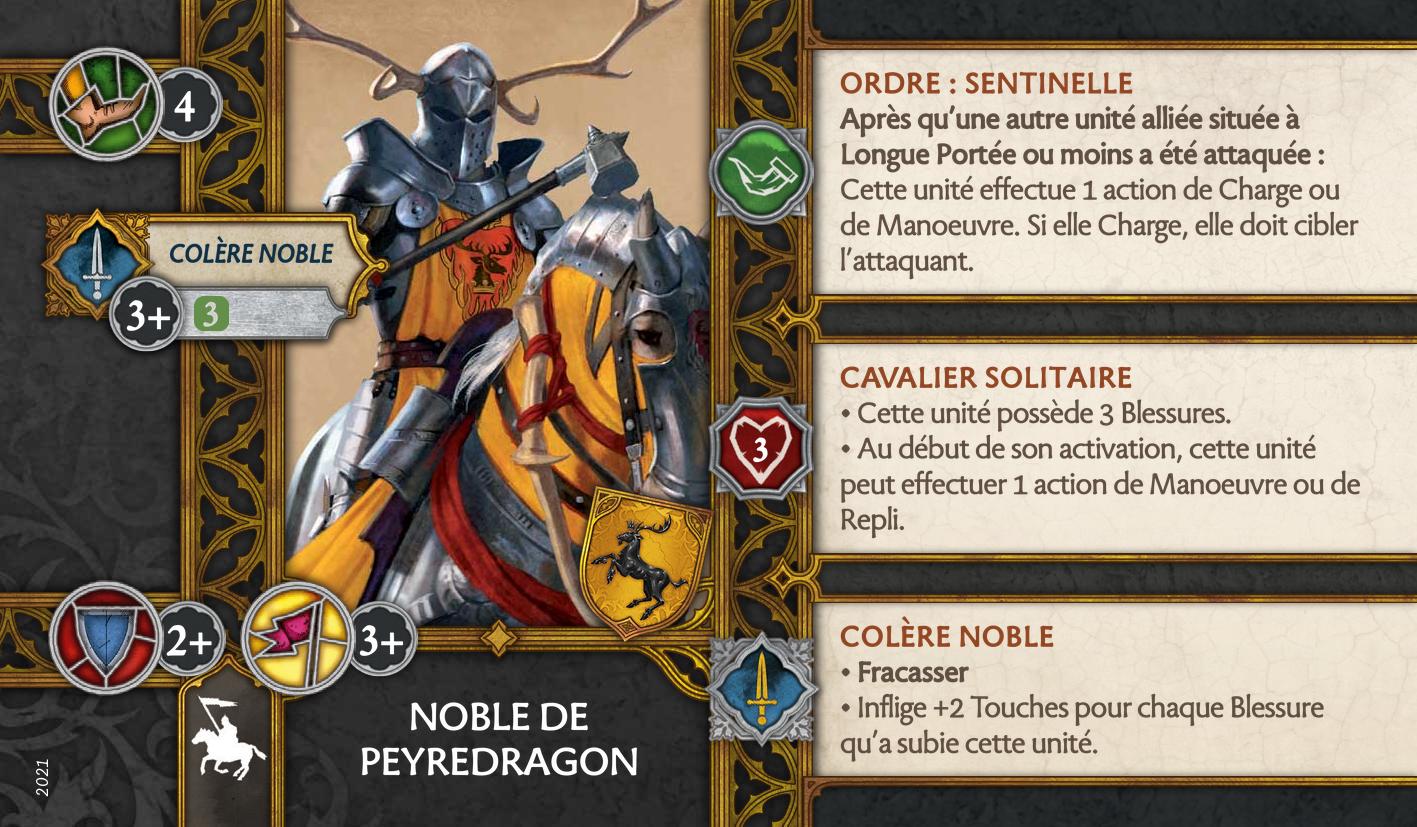 4
COLÈRE NOBLE
3+ 3
2+ 3+
NOBLE DE
PEYREDRAGON
2021
ORDRE : SENTINELLE
Après qu'une autre unité alliée située à
Longue Portée ou moins a été attaquée :
Cette unité effectue 1 action de Charge ou
de Manoeuvre. Si elle Charge, elle doit cibler
l'attaquant.
3
CAVALIER SOLITAIRE
• Cette unité possède 3 Blessures.
• Au début de son activation, cette unité
peut effectuer 1 action de Manoeuvre ou de
Repli.
COLÈRE NOBLE
• Fracasser
• Inflige +2 Touches pour chaque Blessure
qu'a subie cette unité.